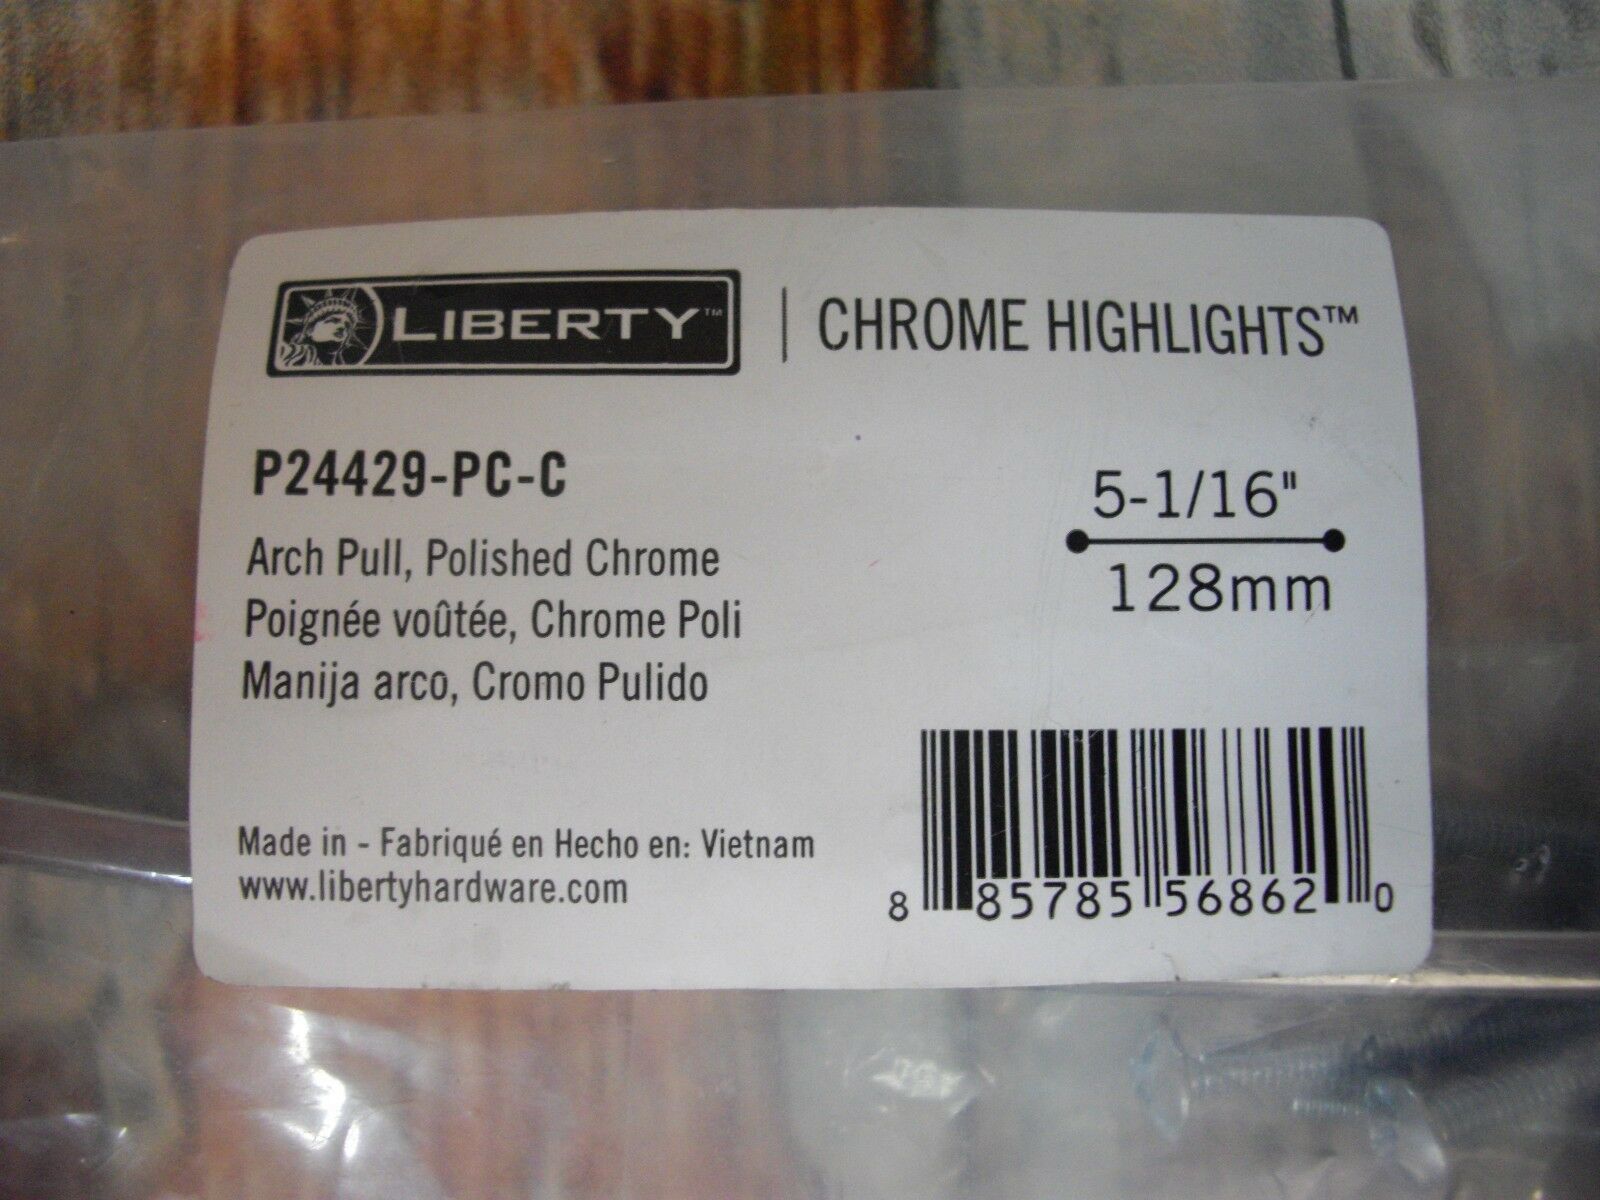 LIBERTY™ | CHROME HIGHLIGHTS™
P24429-PC-C
Arch Pull, Polished Chrome
Poignée voûtée, Chrome Poli
Manija arco, Cromo Pulido
5-1/16"
128mm
Made in - Fabriqué en Hecho en: Vietnam
www.libertyhardware.com
8 85785 56862 0